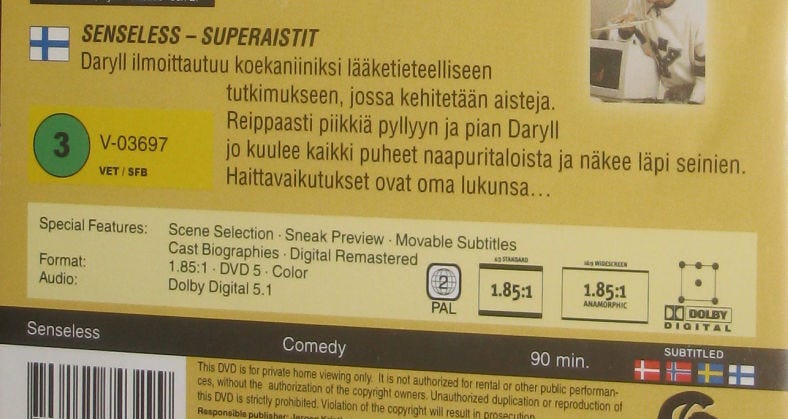 SENSELESS – SUPERAISTIT
Daryll ilmoittautuu koekaniiniksi lääketieteelliseen
tutkimukseen, jossa kehitetään aisteja.
Reippaasti piikkiä pyllyyn ja pian Daryll
jo kuulee kaikki puheet naapuritaloista ja näkee läpi seinien.
Haittavaikutukset ovat oma lukunsa...
3
V-03697
VET / SFB
Special Features: Scene Selection · Sneak Preview · Movable Subtitles
Cast Biographies · Digital Remastered
Format: 1.85:1 · DVD 5 · Color
Audio: Dolby Digital 5.1
2
PAL
4:3 STANDARD
1.85:1
16:9 WIDESCREEN
1.85:1
ANAMORPHIC
DOLBY
DIGITAL
Senseless
Comedy
90 min.
SUBTITLED
This DVD is for private home viewing only. It is not authorized for rental or other public performan-
ces, without the authorization of the copyright owners. Unauthorized duplication or reproduction of
this DVD is strictly prohibited. Violation of the copyright will result in prosecution.
Responsible publisher: